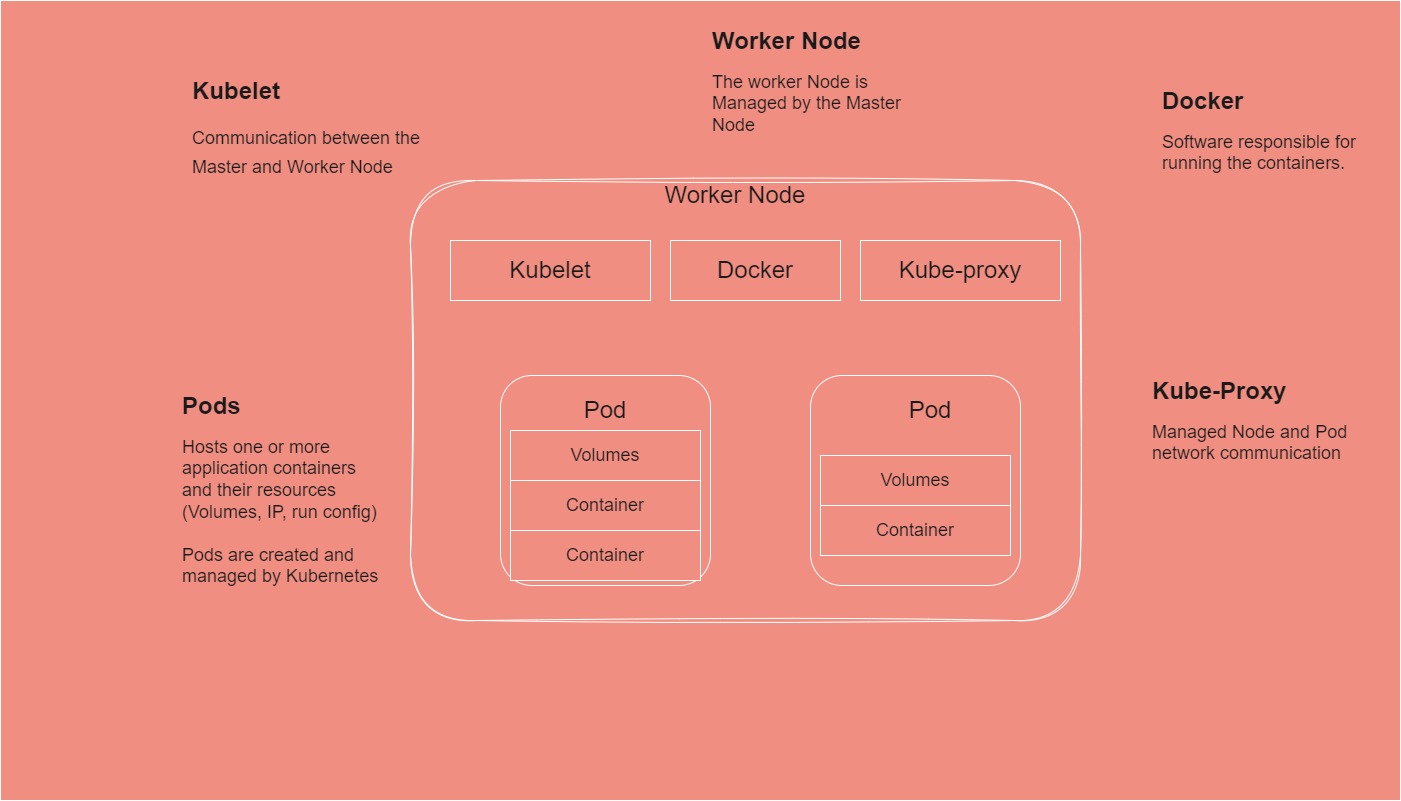 Worker Node
The worker Node is
Managed by the Master
Node
Kubelet
Communication between the
Master and Worker Node
Docker
Software responsible for
running the containers.
Worker Node
Kubelet
Docker
Kube-proxy
Pods
Hosts one or more
application containers
and their resources
(Volumes, IP, run config)
Pods are created and
managed by Kubernetes
Pod
Volumes
Container
Container
Pod
Volumes
Container
Kube-Proxy
Managed Node and Pod
network communication